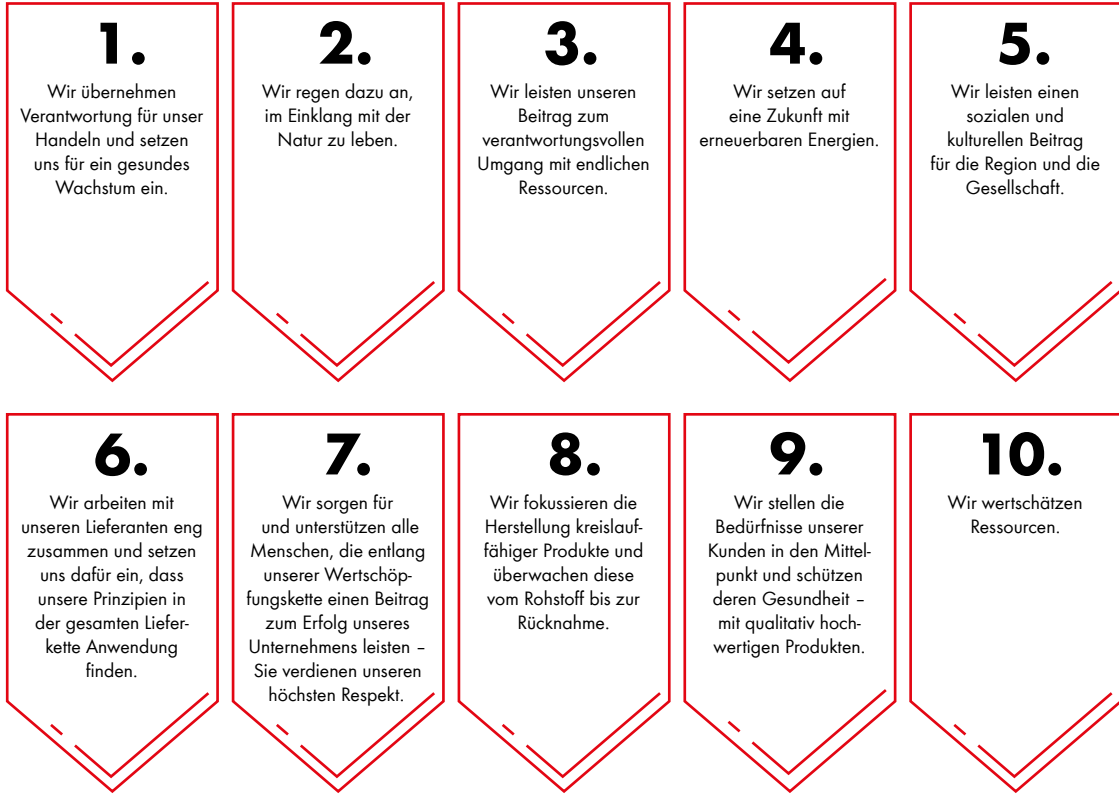 1.
Wir übernehmen
Verantwortung für unser
Handeln und setzen
uns für ein gesundes
Wachstum ein.
2.
Wir regen dazu an,
im Einklang mit der
Natur zu leben.
3.
Wir leisten unseren
Beitrag zum
verantwortungsvollen
Umgang mit endlichen
Ressourcen.
4.
Wir setzen auf
eine Zukunft mit
erneuerbaren Energien.
5.
Wir leisten einen
sozialen und
kulturellen Beitrag
für die Region und die
Gesellschaft.
6.
Wir arbeiten mit
unseren Lieferanten eng
zusammen und setzen
uns dafür ein, dass
unsere Prinzipien in
der gesamten Liefer-
kette Anwendung
finden.
7.
Wir sorgen für
und unterstützen alle
Menschen, die entlang
unserer Wertschöp-
fungskette einen Beitrag
zum Erfolg unseres
Unternehmens leisten –
Sie verdienen unseren
höchsten Respekt.
8.
Wir fokussieren die
Herstellung kreislauf-
fähiger Produkte und
überwachen diese
vom Rohstoff bis zur
Rücknahme.
9.
Wir stellen die
Bedürfnisse unserer
Kunden in den Mittel-
punkt und schützen
deren Gesundheit –
mit qualitativ hoch-
wertigen Produkten.
10.
Wir wertschätzen
Ressourcen.